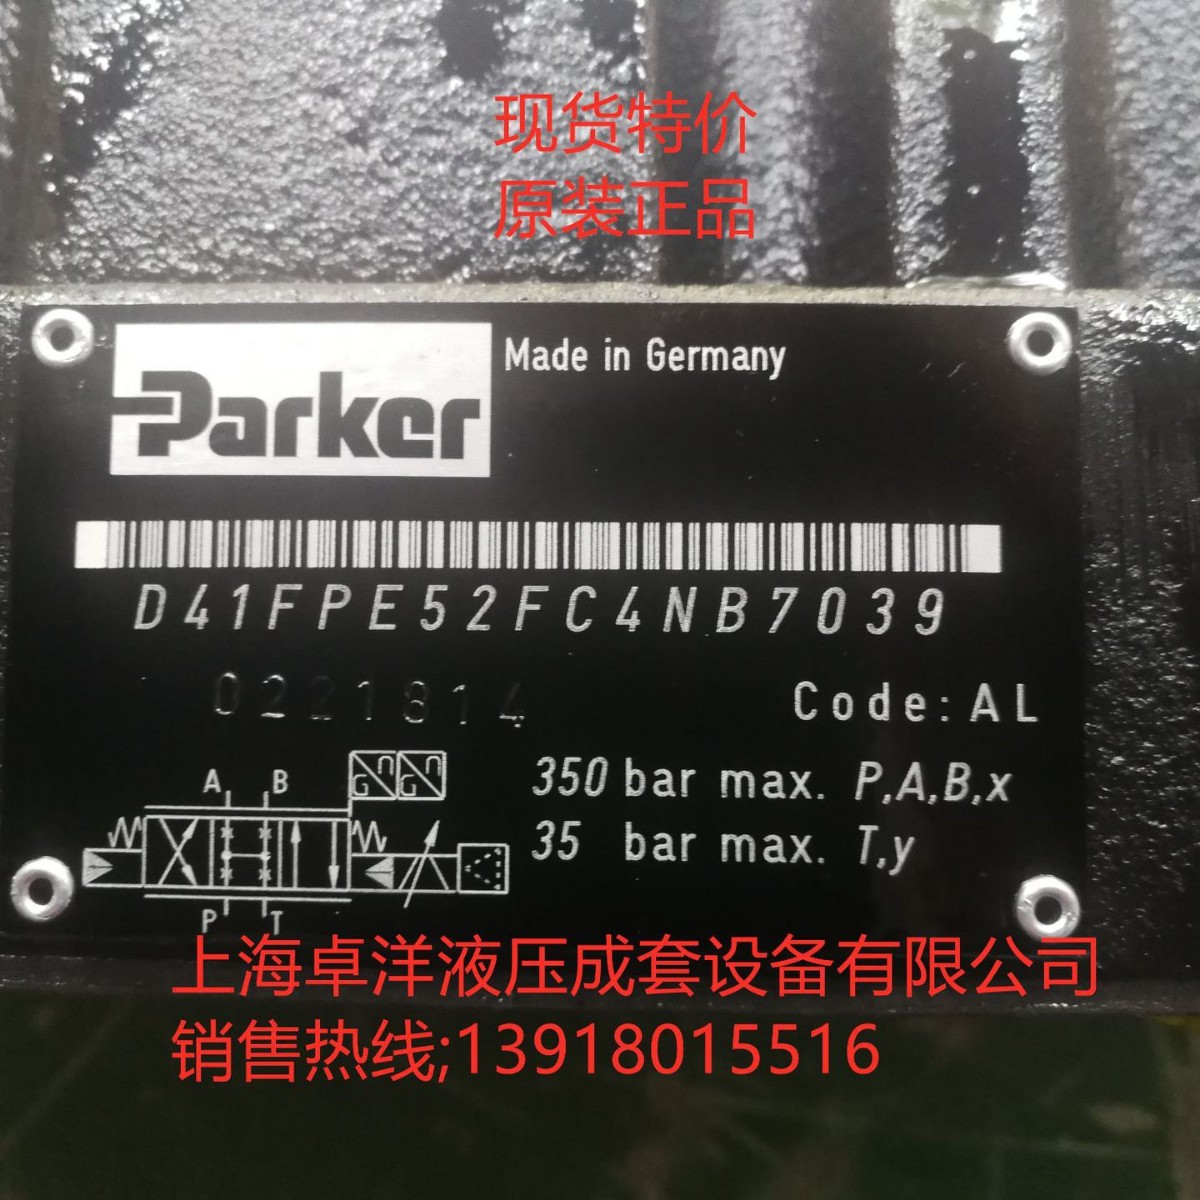 现货特价
原装正品
Parker
Made in Germany
D41FPE52FC4NB7039
0221814
Code: AL
A B
G U G U
350 bar max. P,A,B,x
35 bar max. T,y
P T
上海卓洋液压成套设备有限公司
销售热线;13918015516